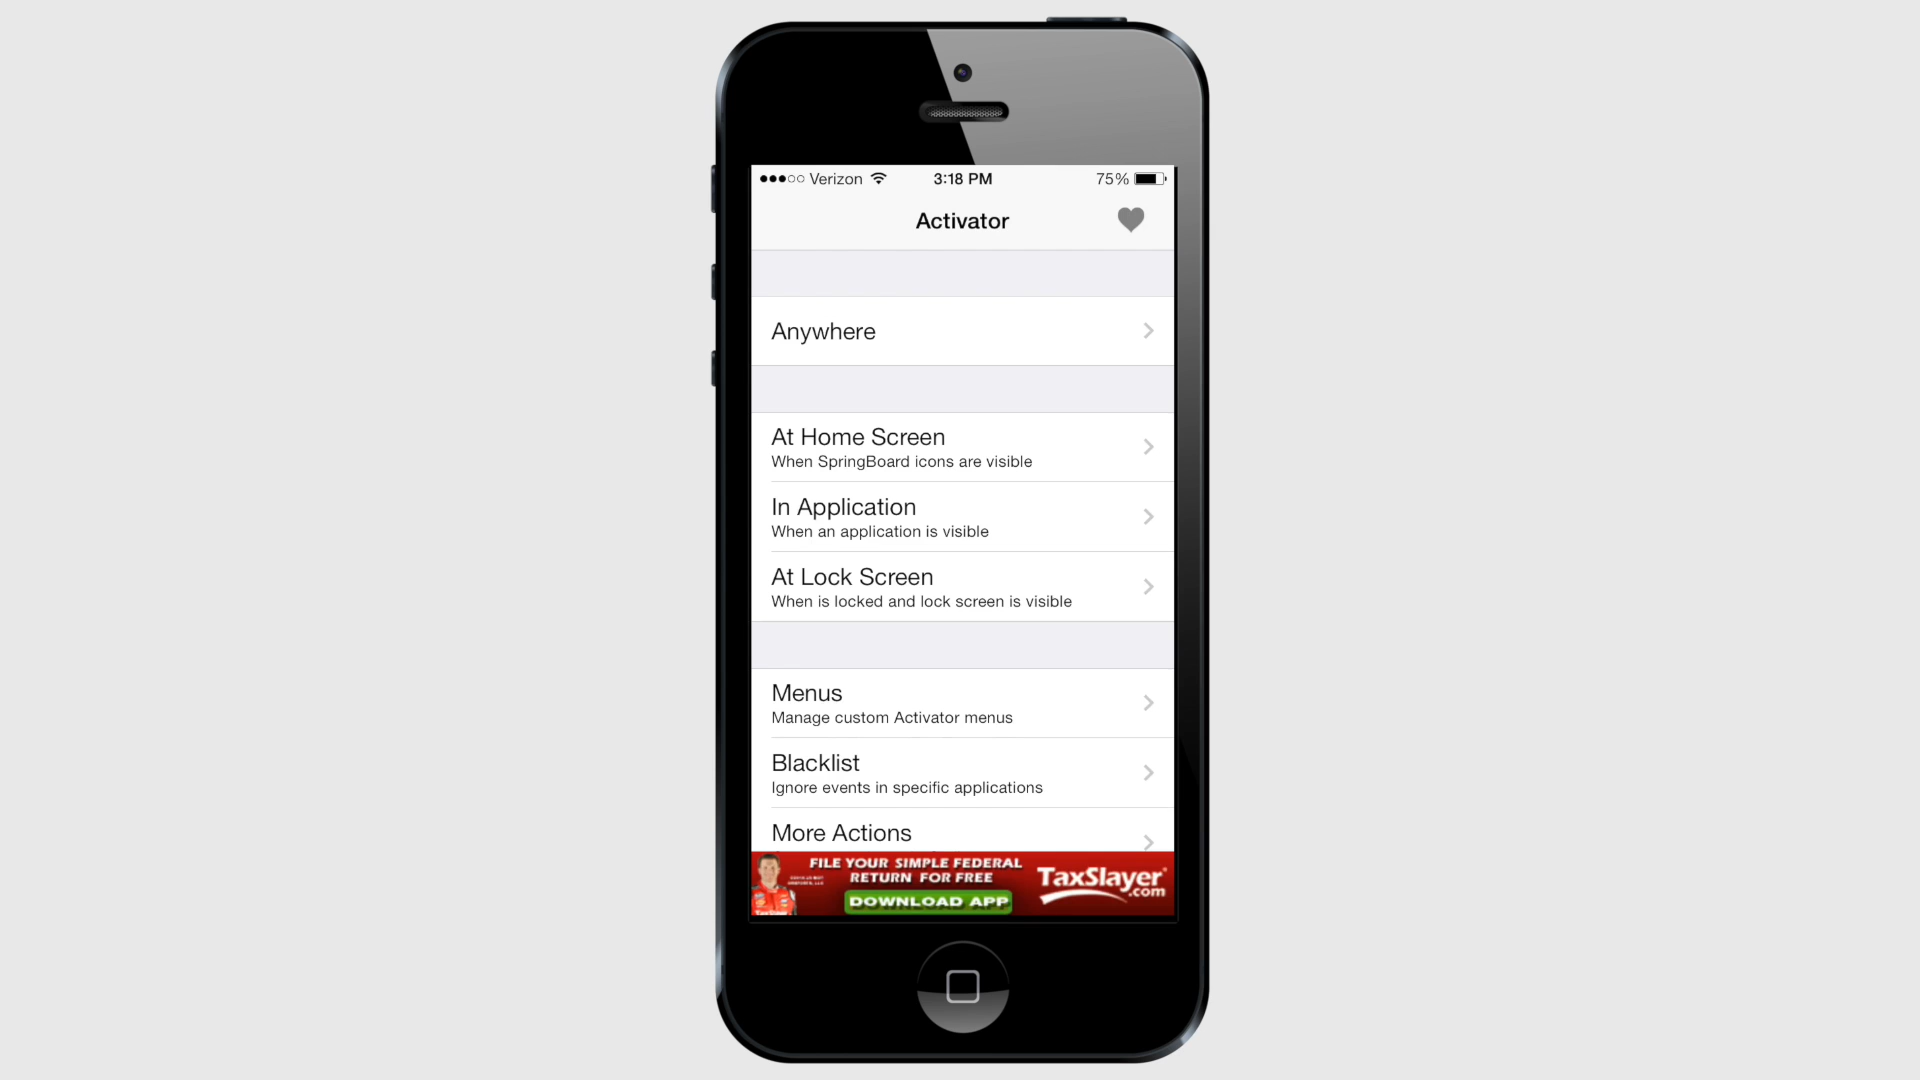 Verizon 3:18 PM 75%
Activator
Anywhere
At Home Screen
When SpringBoard icons are visible
In Application
When an application is visible
At Lock Screen
When is locked and lock screen is visible
Menus
Manage custom Activator menus
Blacklist
Ignore events in specific applications
More Actions
FILE YOUR SIMPLE FEDERAL
RETURN FOR FREE
DOWNLOAD APP
TaxSlayer
.com